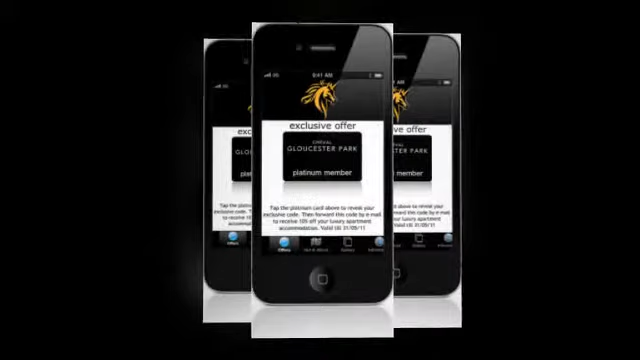 9:41 AM
exclusive offer
CHEVAL
GLOUCESTER PARK
platinum member
Tap the platinum card above to reveal your
exclusive code. Then forward this code by e-mail
to receive 10% off your luxury apartment
accommodation. Valid till 31/09/11
Offers